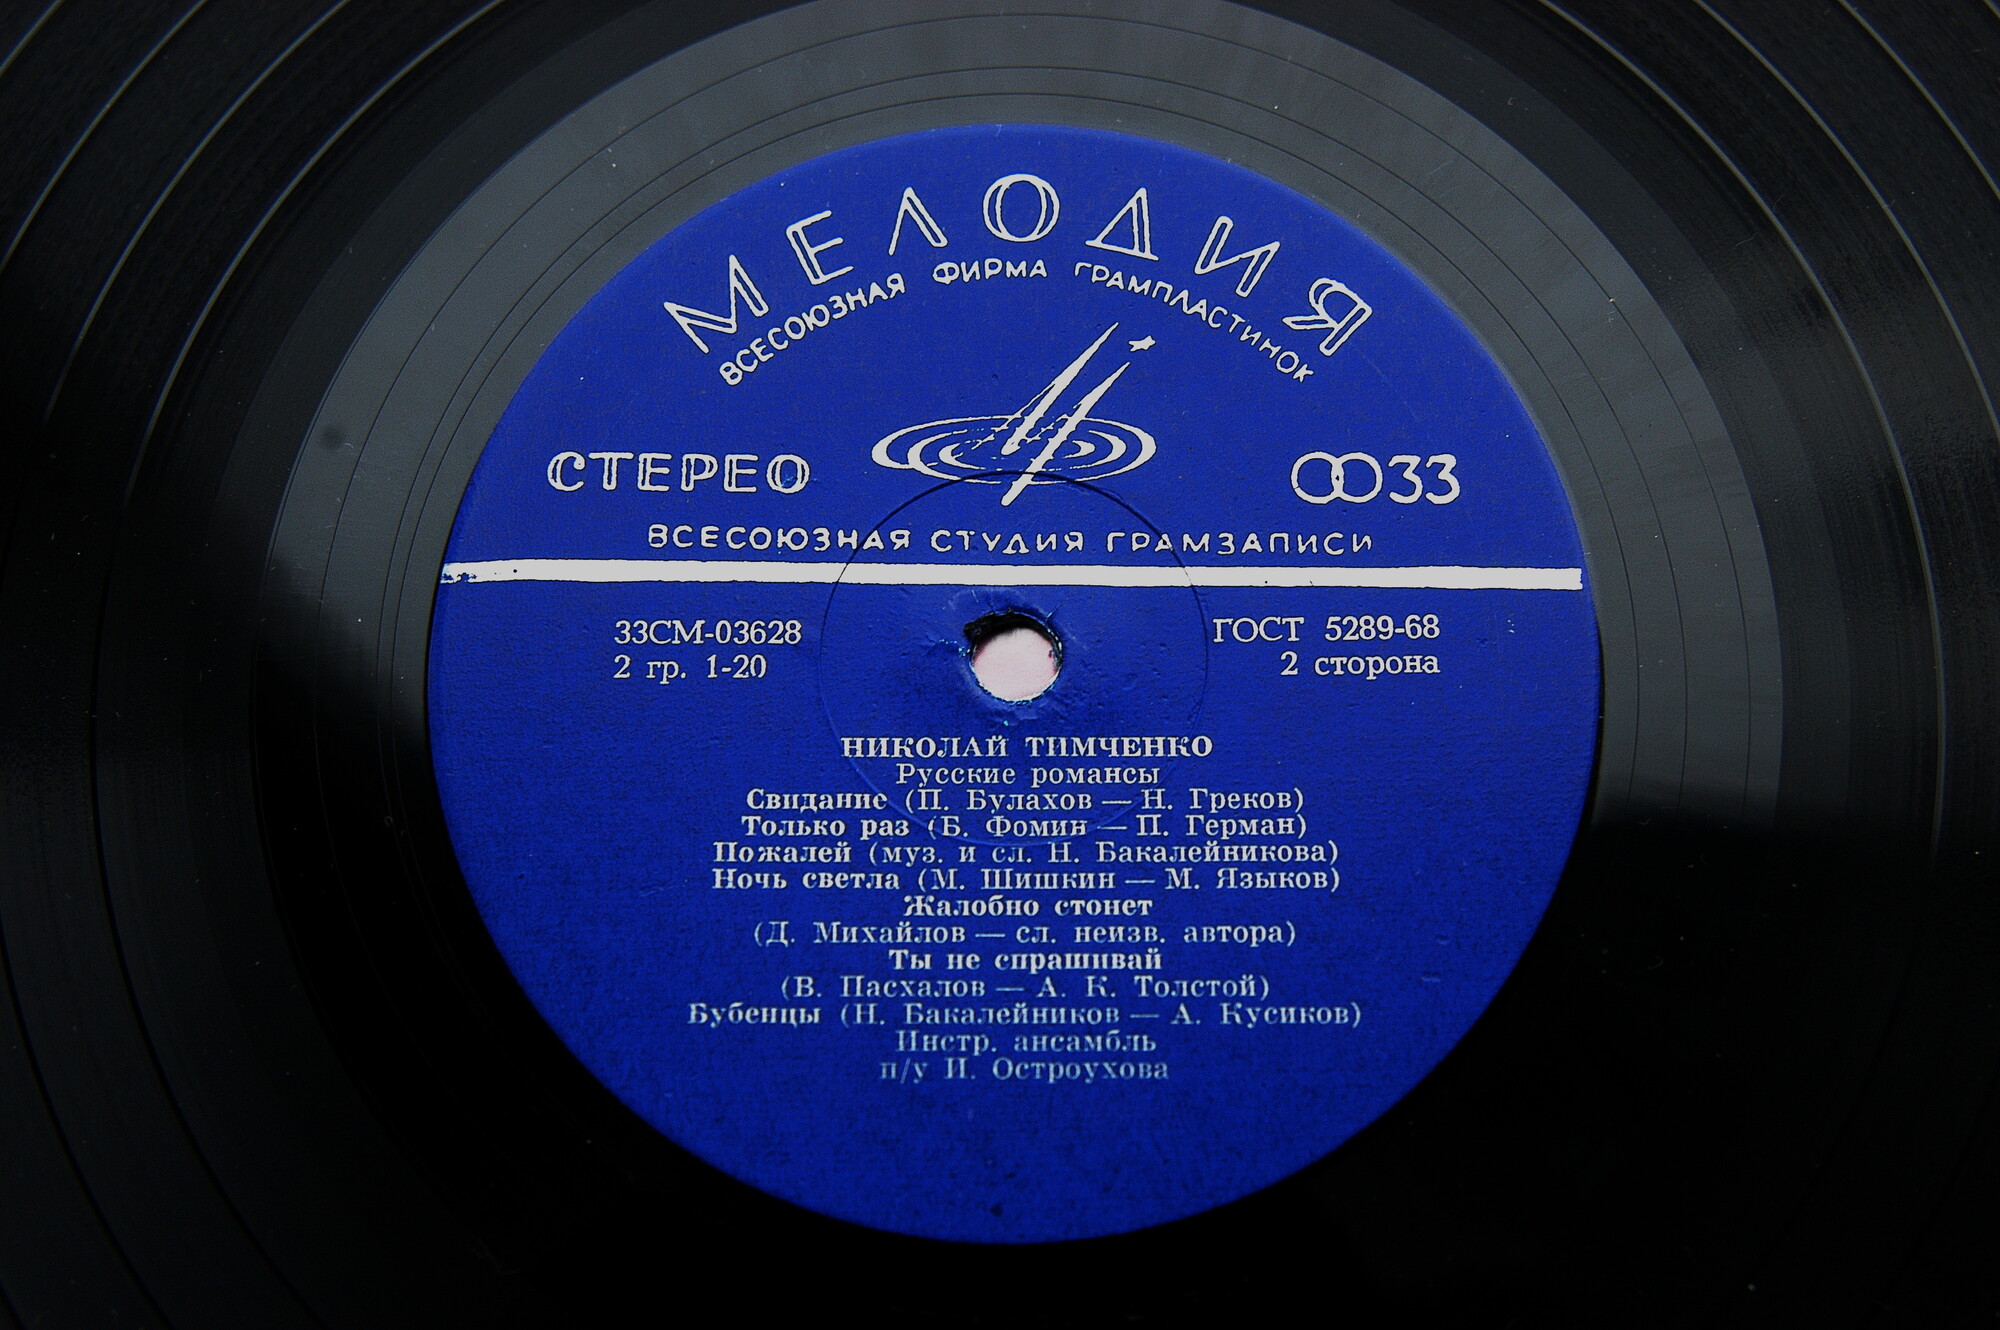 МЕЛОДИЯ
ВСЕСОЮЗНАЯ ФИРМА ГРАМПЛАСТИНОК
СТЕРЕО 33
ВСЕСОЮЗНАЯ СТУДИЯ ГРАМЗАПИСИ
33СМ-03628 ГОСТ 5289-68
2 гр. 1-20 2 сторона
НИКОЛАЙ ТИМЧЕНКО
Русские романсы
Свидание (П. Булахов — Н. Греков)
Только раз (Б. Фомин — П. Герман)
Пожалей (муз. и сл. Н. Бакалейникова)
Ночь светла (М. Шишкин — М. Языков)
Жалобно стонет
(Д. Михайлов — сл. неизв. автора)
Ты не спрашивай
(В. Пасхалов — А. К. Толстой)
Бубенцы (Н. Бакалейников — А. Кусиков)
Инстр. ансамбль
п/у И. Остроухова